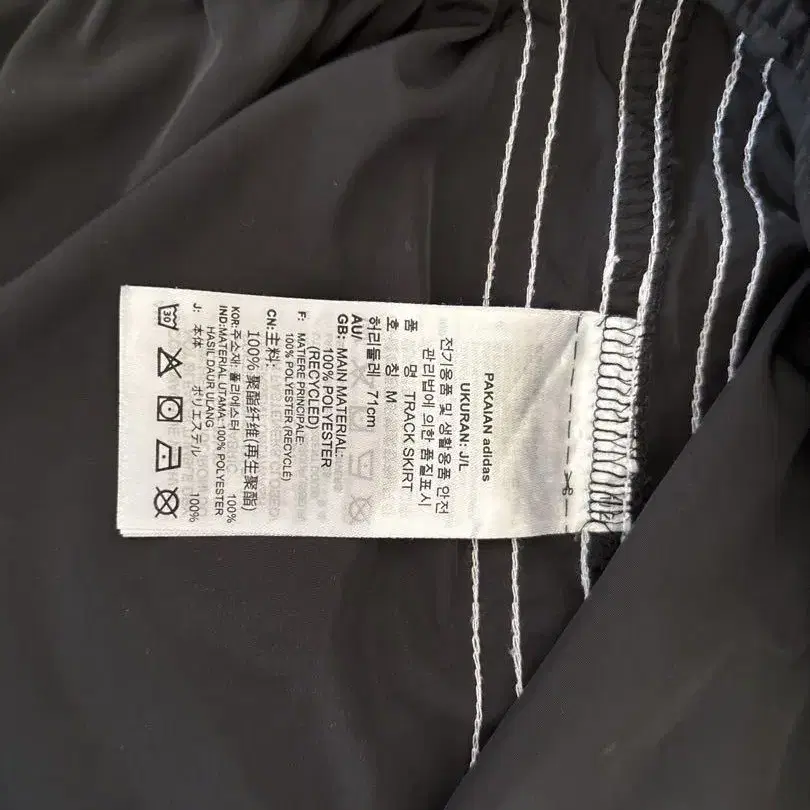 PAKAIAN adidas
UKURAN: J/L
전기용품 및 생활용품 안전
관리법에 의한 품질표시
품 명 TRACK SKIRT
호 칭 M
허리둘레 71cm
AU/
GB: MAIN MATERIAL:
100% POLYESTER
(RECYCLED)
F: MATIERE PRINCIPALE:
100% POLYESTER (RECYCLÉ)
CN: 主料:
100% 聚酯纤维(再生聚酯)
KOR: 주소재 폴리에스터 100%
IND: MATERIAL UTAMA: 100% POLYESTER
HASIL DAUR ULANG
J: 本体 ポリエステル 100%
30